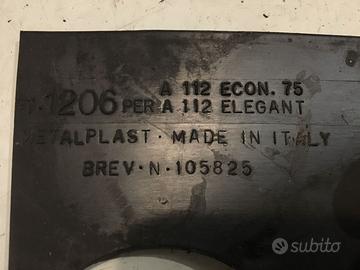 A 112 ECON. 75
1206 PER A 112 ELEGANT
METALPLAST · MADE IN ITALY
BREV · N · 105825
subito